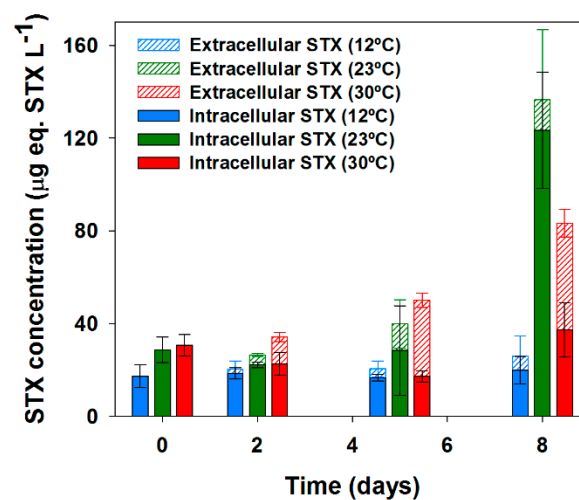 STX concentration (µg eq. STX L⁻¹)
160
120
80
40
0
Extracellular STX (12ºC)
Extracellular STX (23ºC)
Extracellular STX (30ºC)
Intracellular STX (12ºC)
Intracellular STX (23ºC)
Intracellular STX (30ºC)
0 2 4 6 8
Time (days)